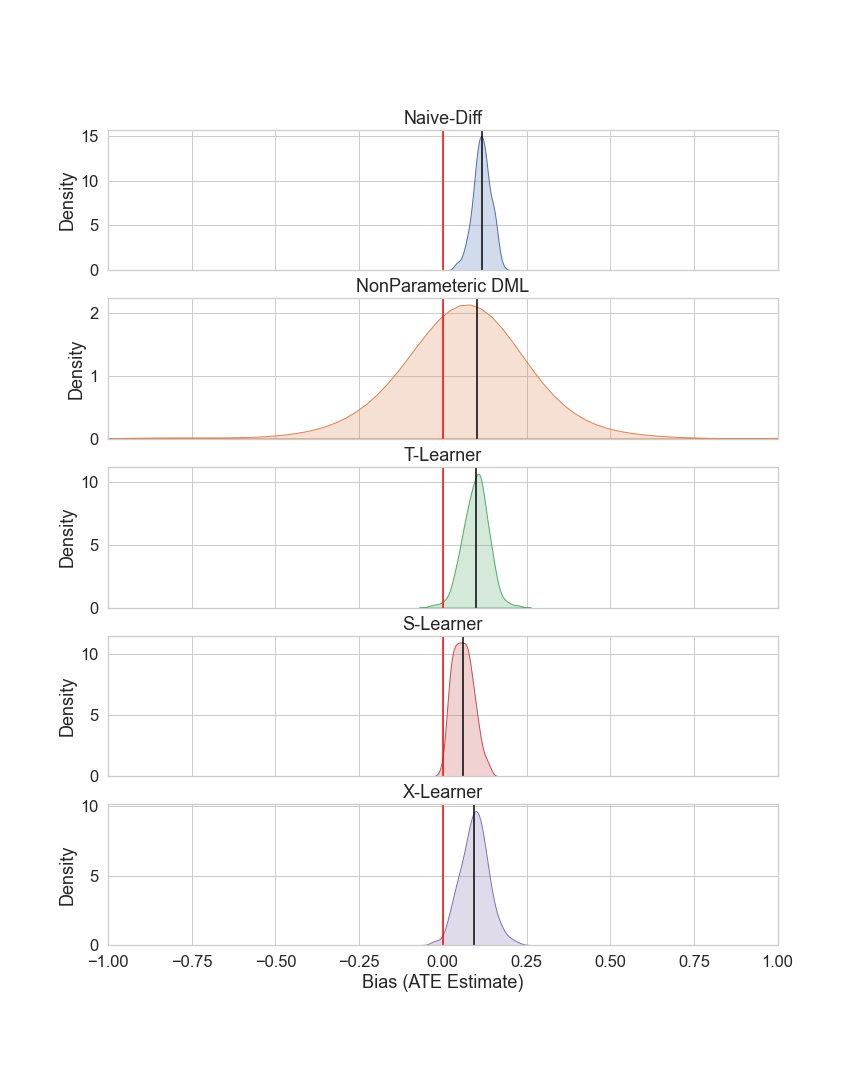 Naive-Diff
15
10
5
0
Density
NonParameteric DML
2
1
0
Density
T-Learner
10
5
0
Density
S-Learner
10
5
0
Density
X-Learner
10
5
0
Density
−1.00 −0.75 −0.50 −0.25 0.00 0.25 0.50 0.75 1.00
Bias (ATE Estimate)